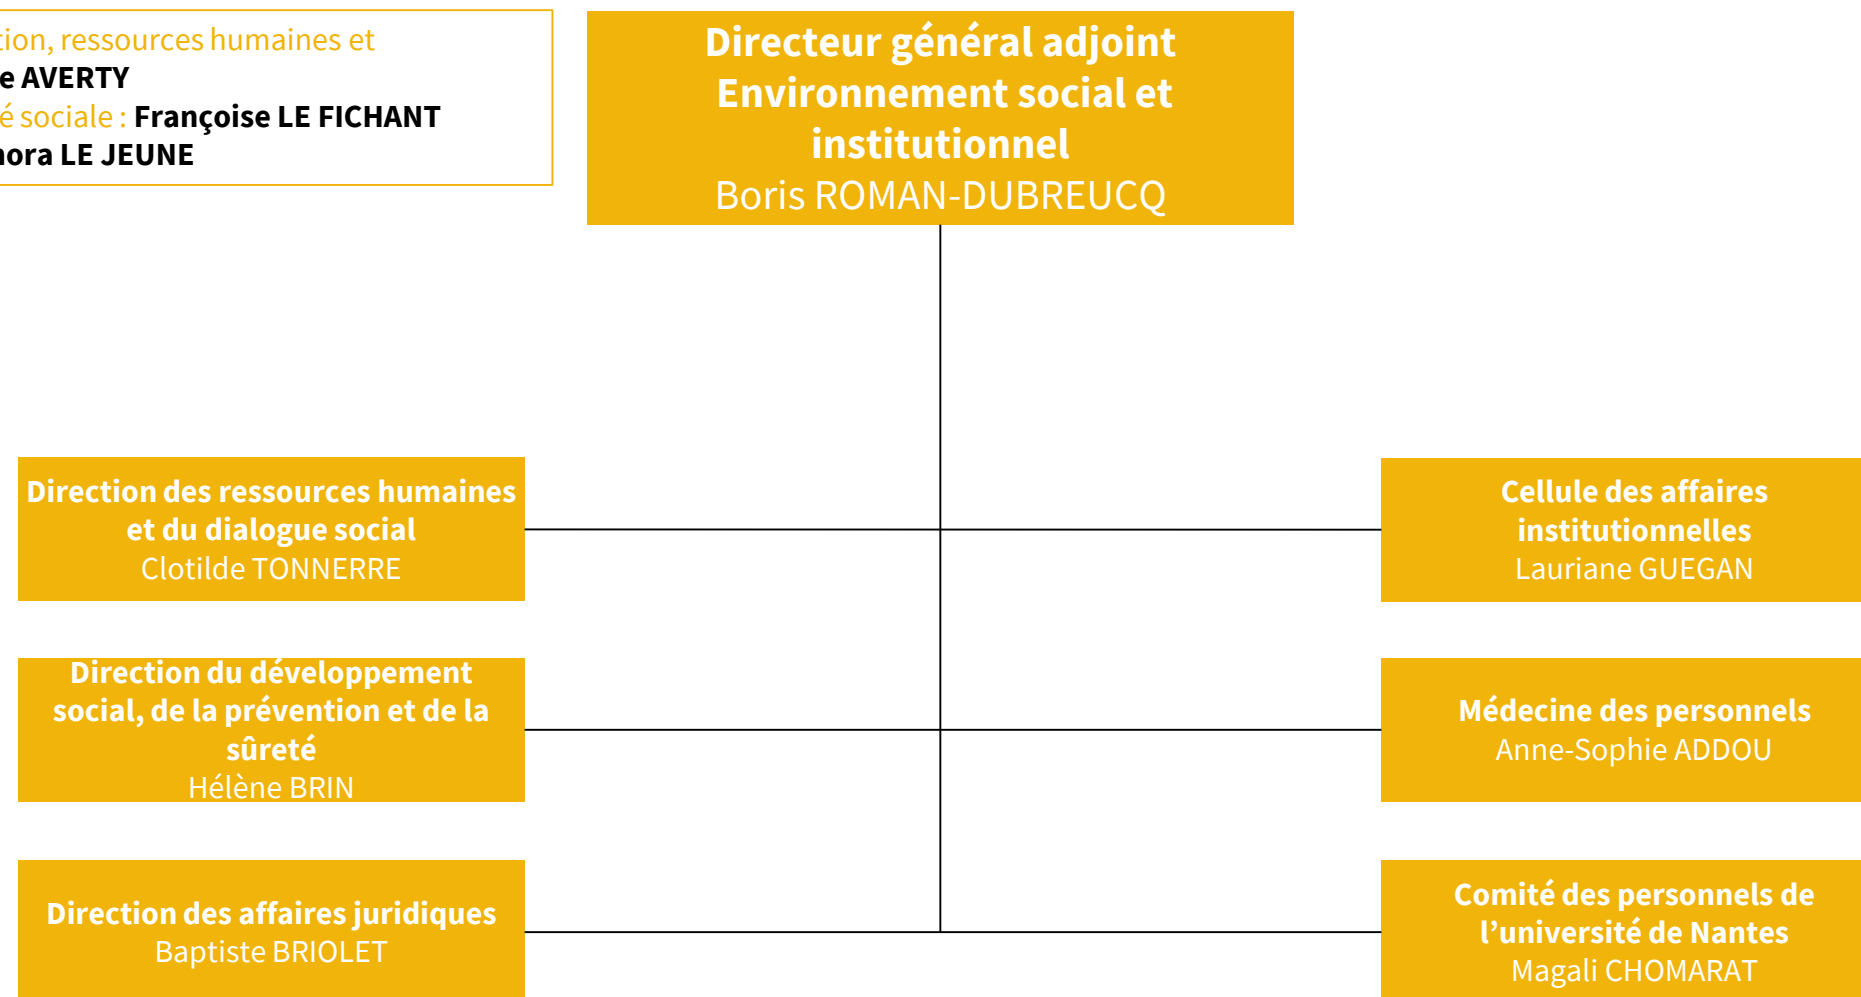 ressources humaines et
AVERTY
sociale : Françoise LE FICHANT
LE JEUNE
Directeur général adjoint
Environnement social et
institutionnel
Boris ROMAN-DUBREUCQ
Direction des ressources humaines
et du dialogue social
Clotilde TONNERRE
Cellule des affaires
institutionnelles
Lauriane GUEGAN
Direction du développement
social, de la prévention et de la
sûreté
Hélène BRIN
Médecine des personnels
Anne-Sophie ADDOU
Direction des affaires juridiques
Baptiste BRIOLET
Comité des personnels de
l’université de Nantes
Magali CHOMARAT